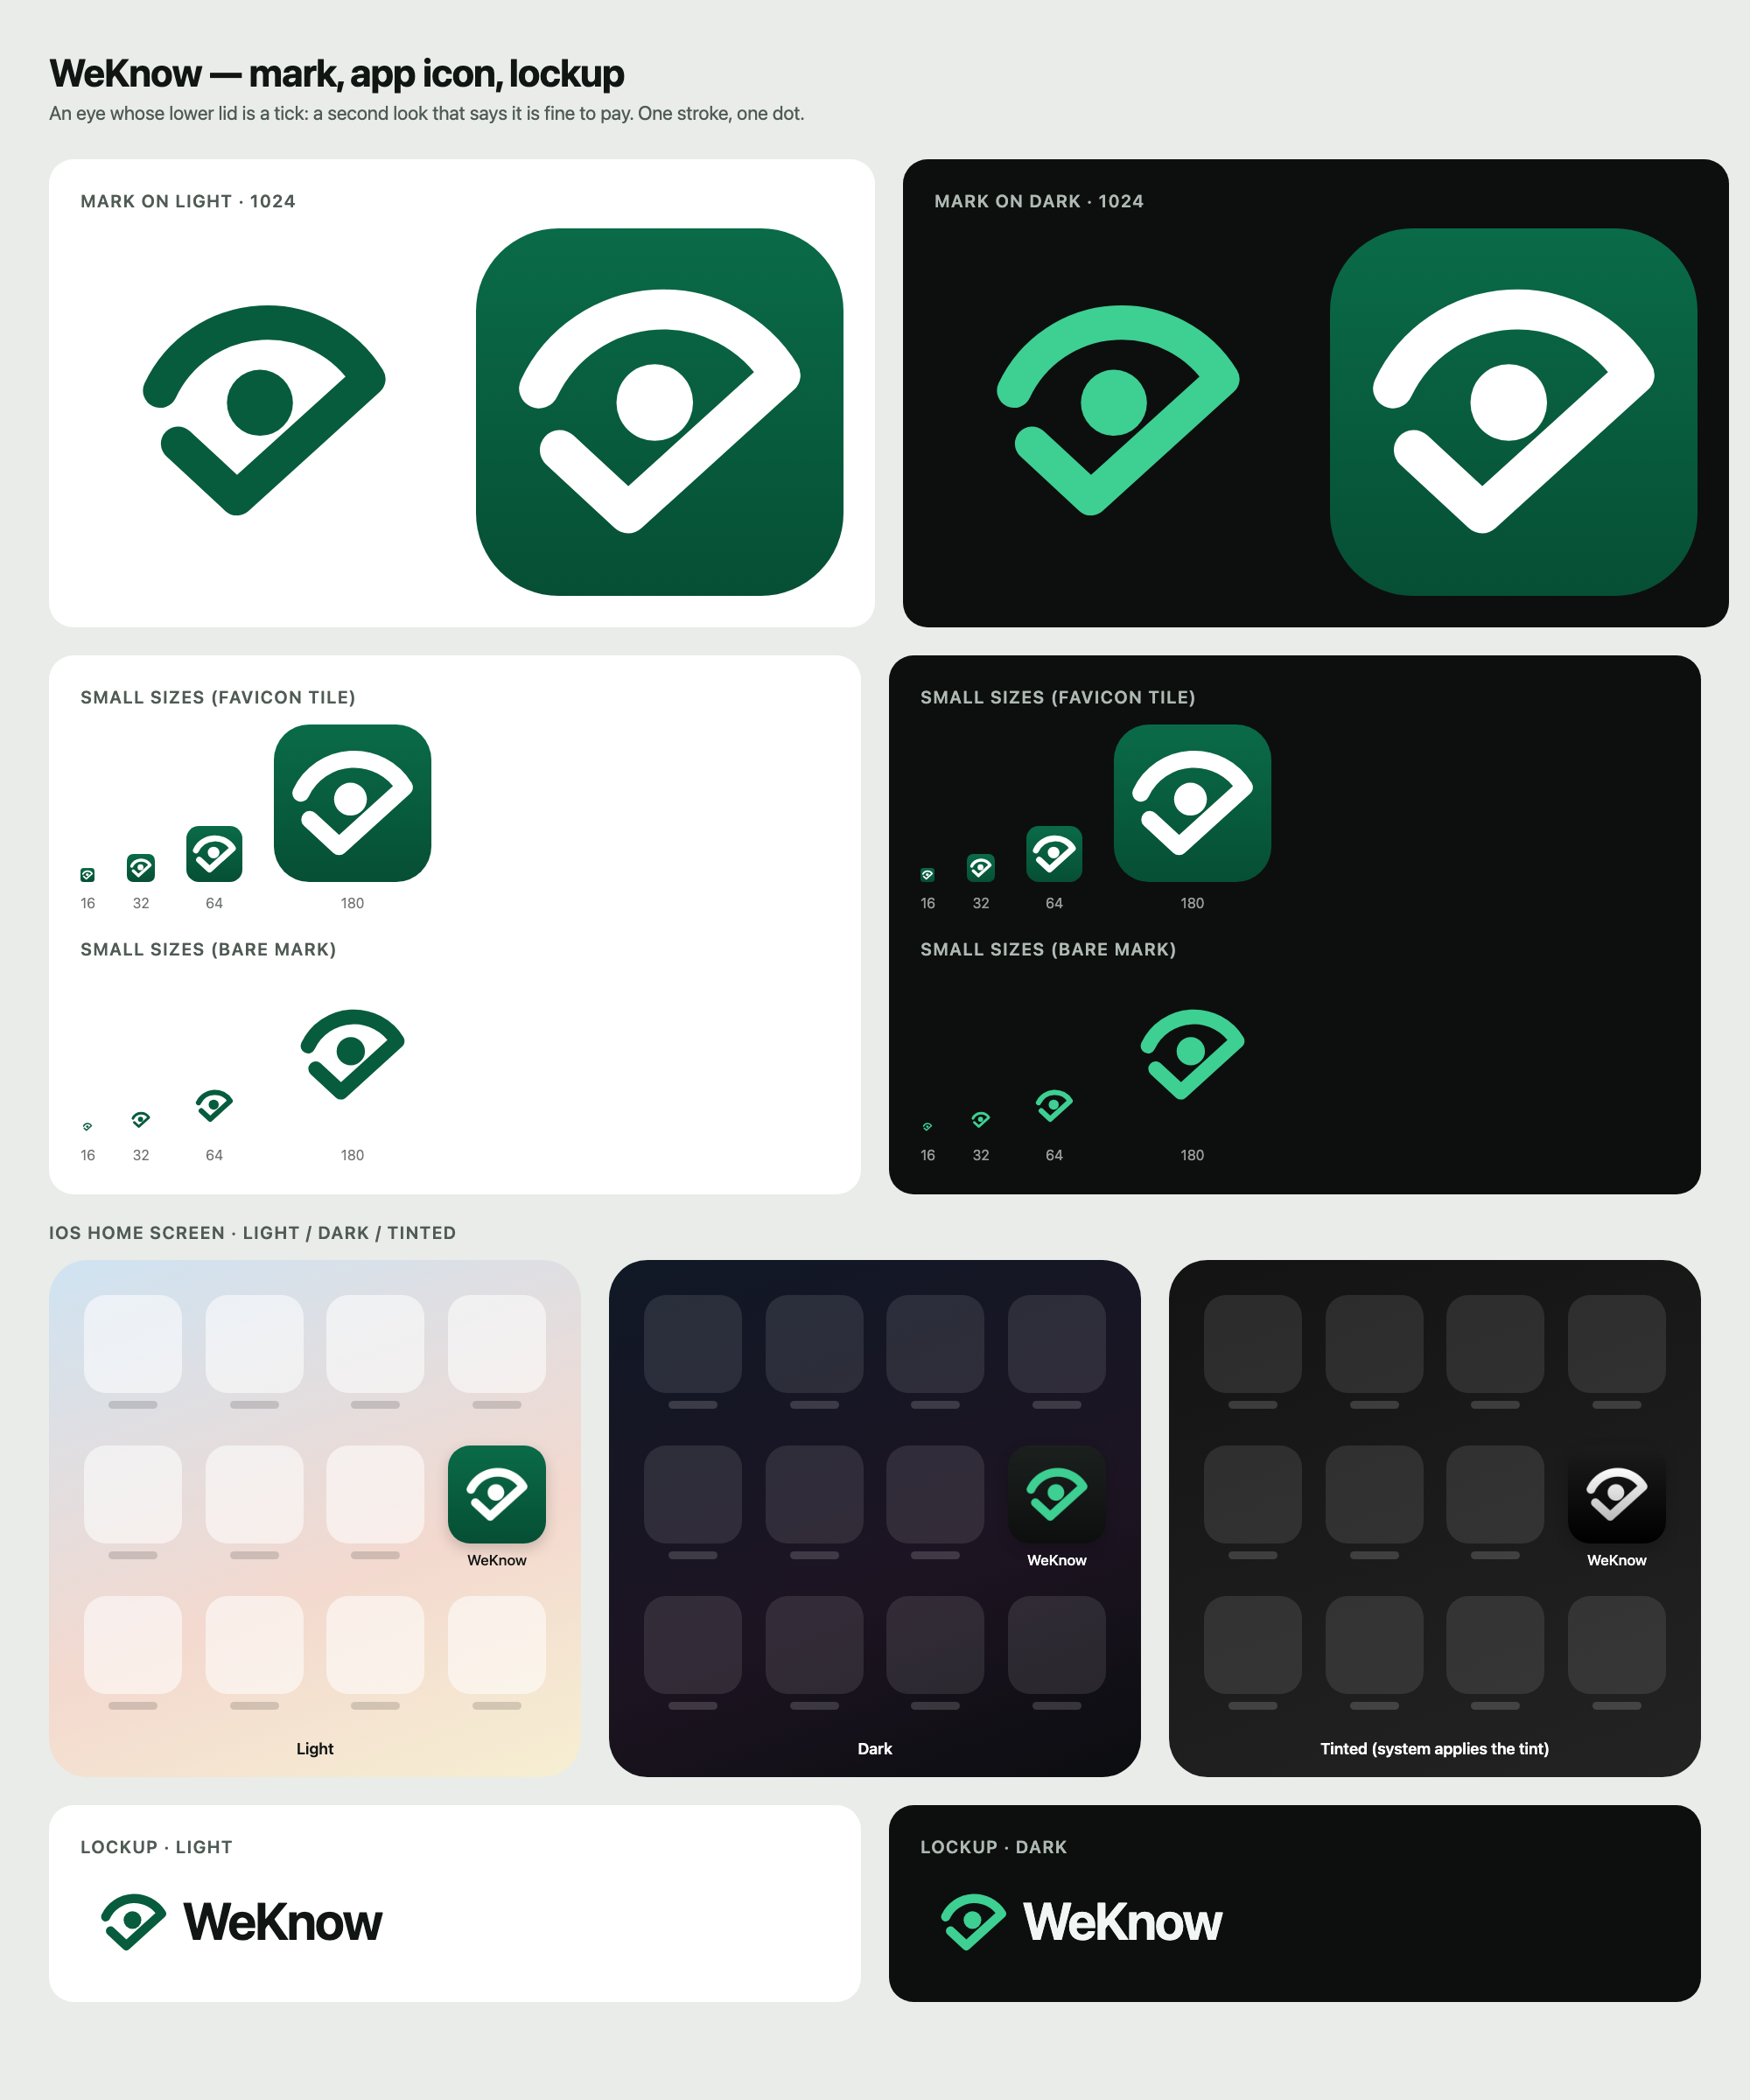 WeKnow — mark, app icon, lockup
An eye whose lower lid is a tick: a second look that says it is fine to pay. One stroke, one dot.
MARK ON LIGHT · 1024
MARK ON DARK · 1024
SMALL SIZES (FAVICON TILE)
16 32 64 180
SMALL SIZES (BARE MARK)
16 32 64 180
SMALL SIZES (FAVICON TILE)
16 32 64 180
SMALL SIZES (BARE MARK)
16 32 64 180
IOS HOME SCREEN · LIGHT / DARK / TINTED
WeKnow
Light
WeKnow
Dark
WeKnow
Tinted (system applies the tint)
LOCKUP · LIGHT
WeKnow
LOCKUP · DARK
WeKnow